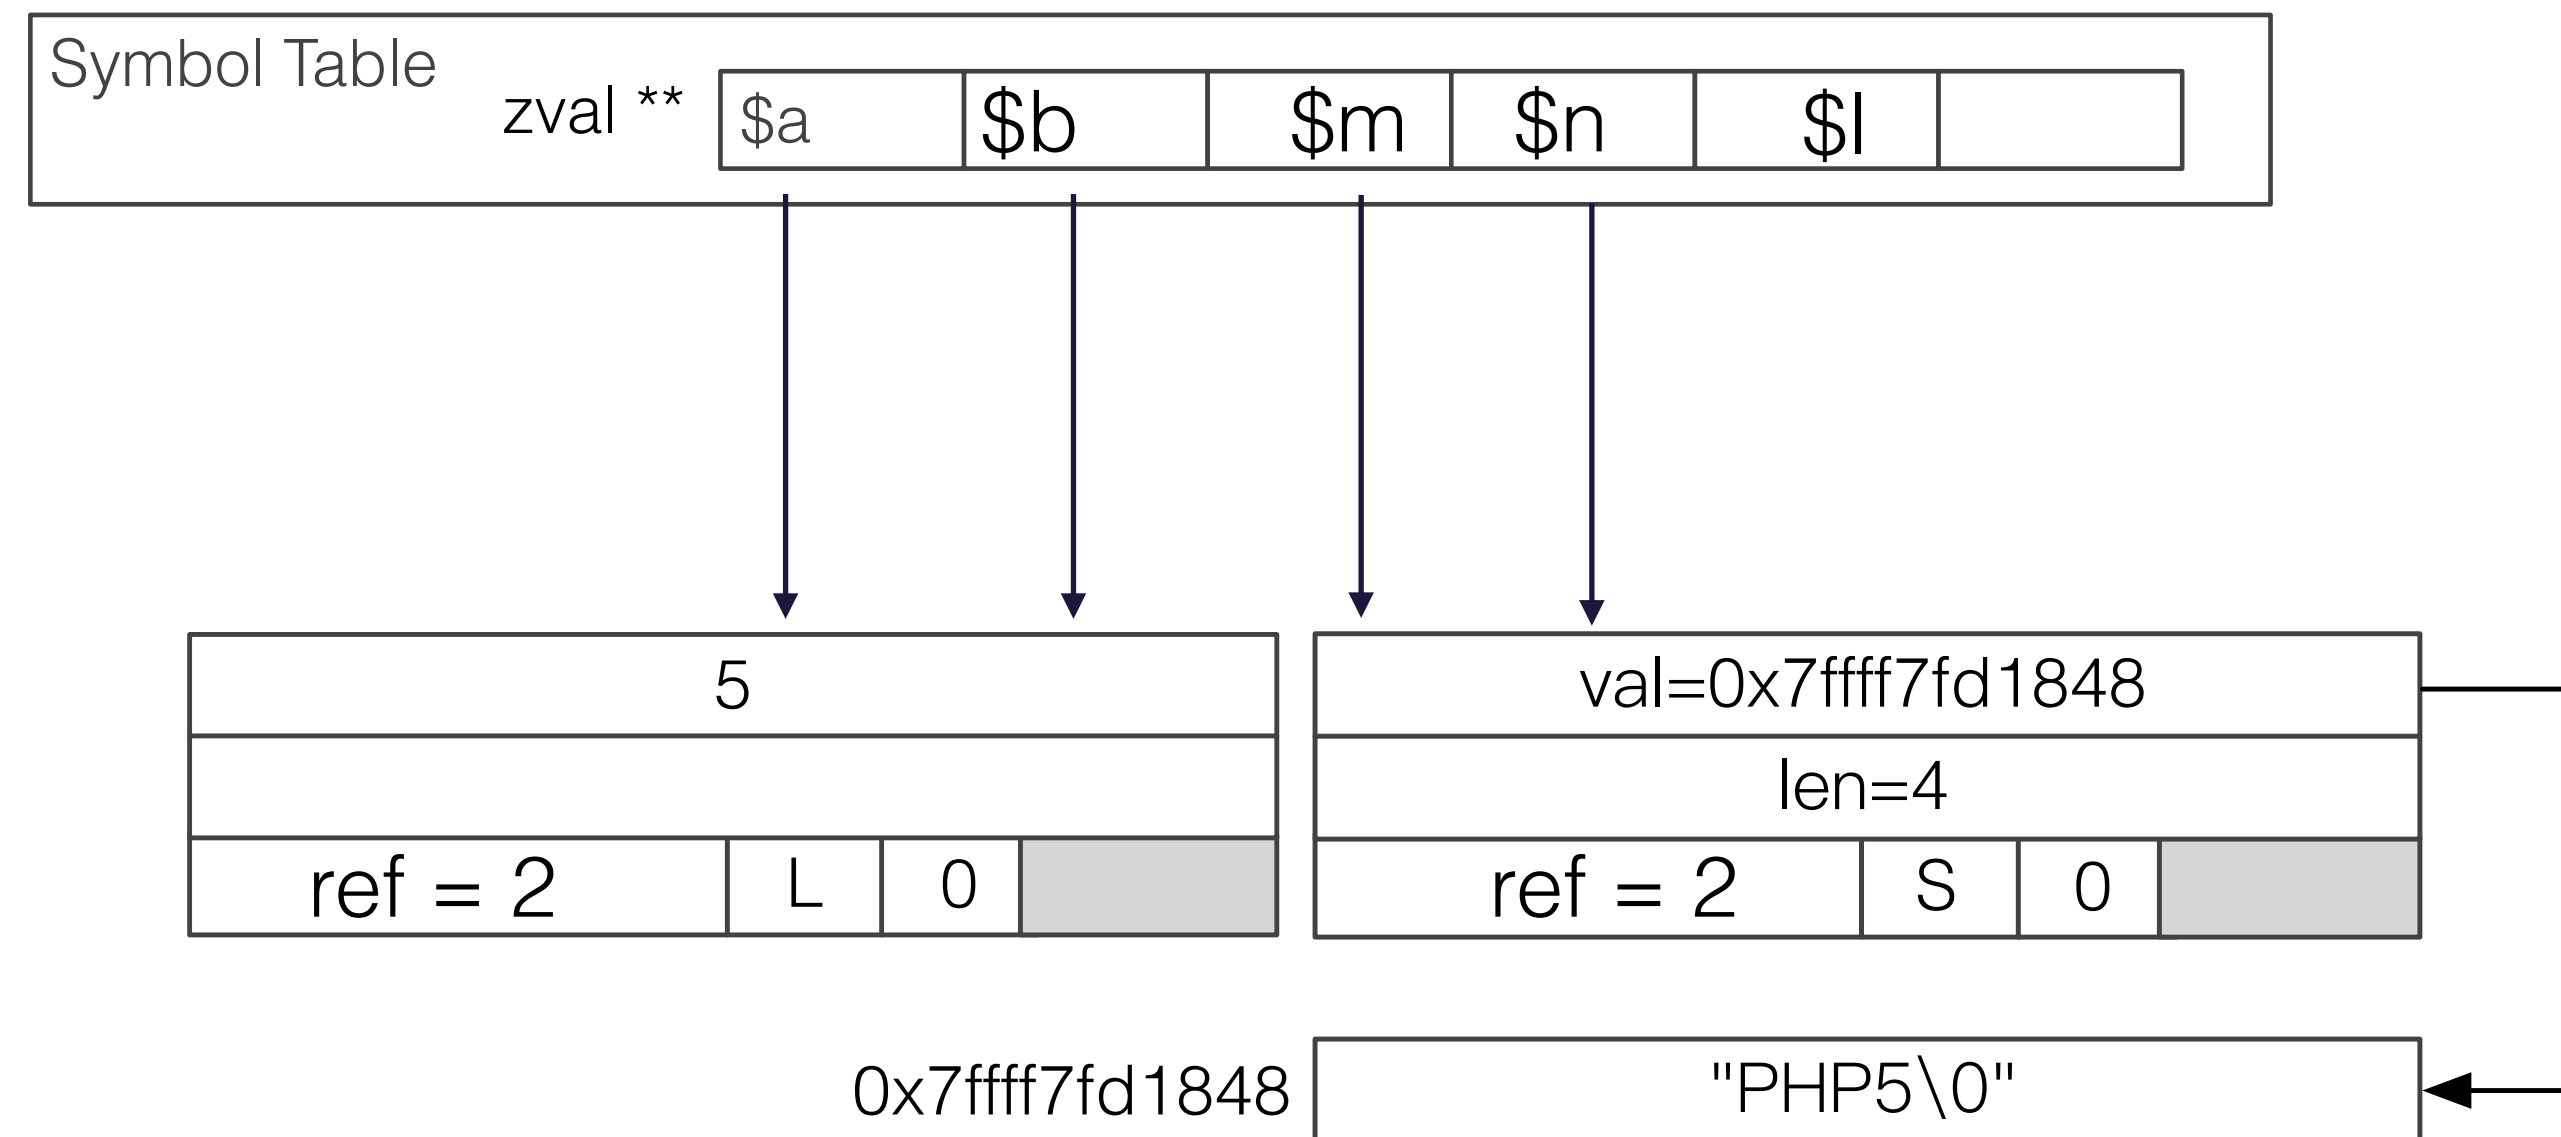 Symbol Table
zval **
$a $b $m $n $l
5
val=0x7ffff7fd1848
len=4
ref = 2 L 0
ref = 2 S 0
0x7ffff7fd1848
"PHP5\0"